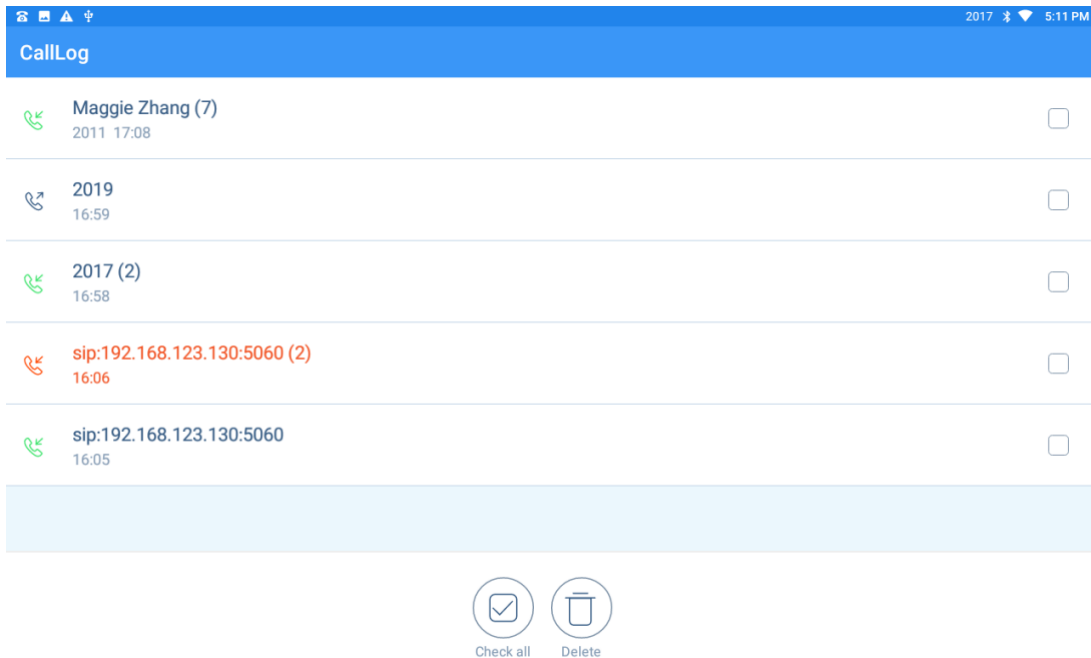 2017 5:11 PM
CallLog
Maggie Zhang (7)
2011 17:08
2019
16:59
2017 (2)
16:58
sip:192.168.123.130:5060 (2)
16:06
sip:192.168.123.130:5060
16:05
Check all Delete